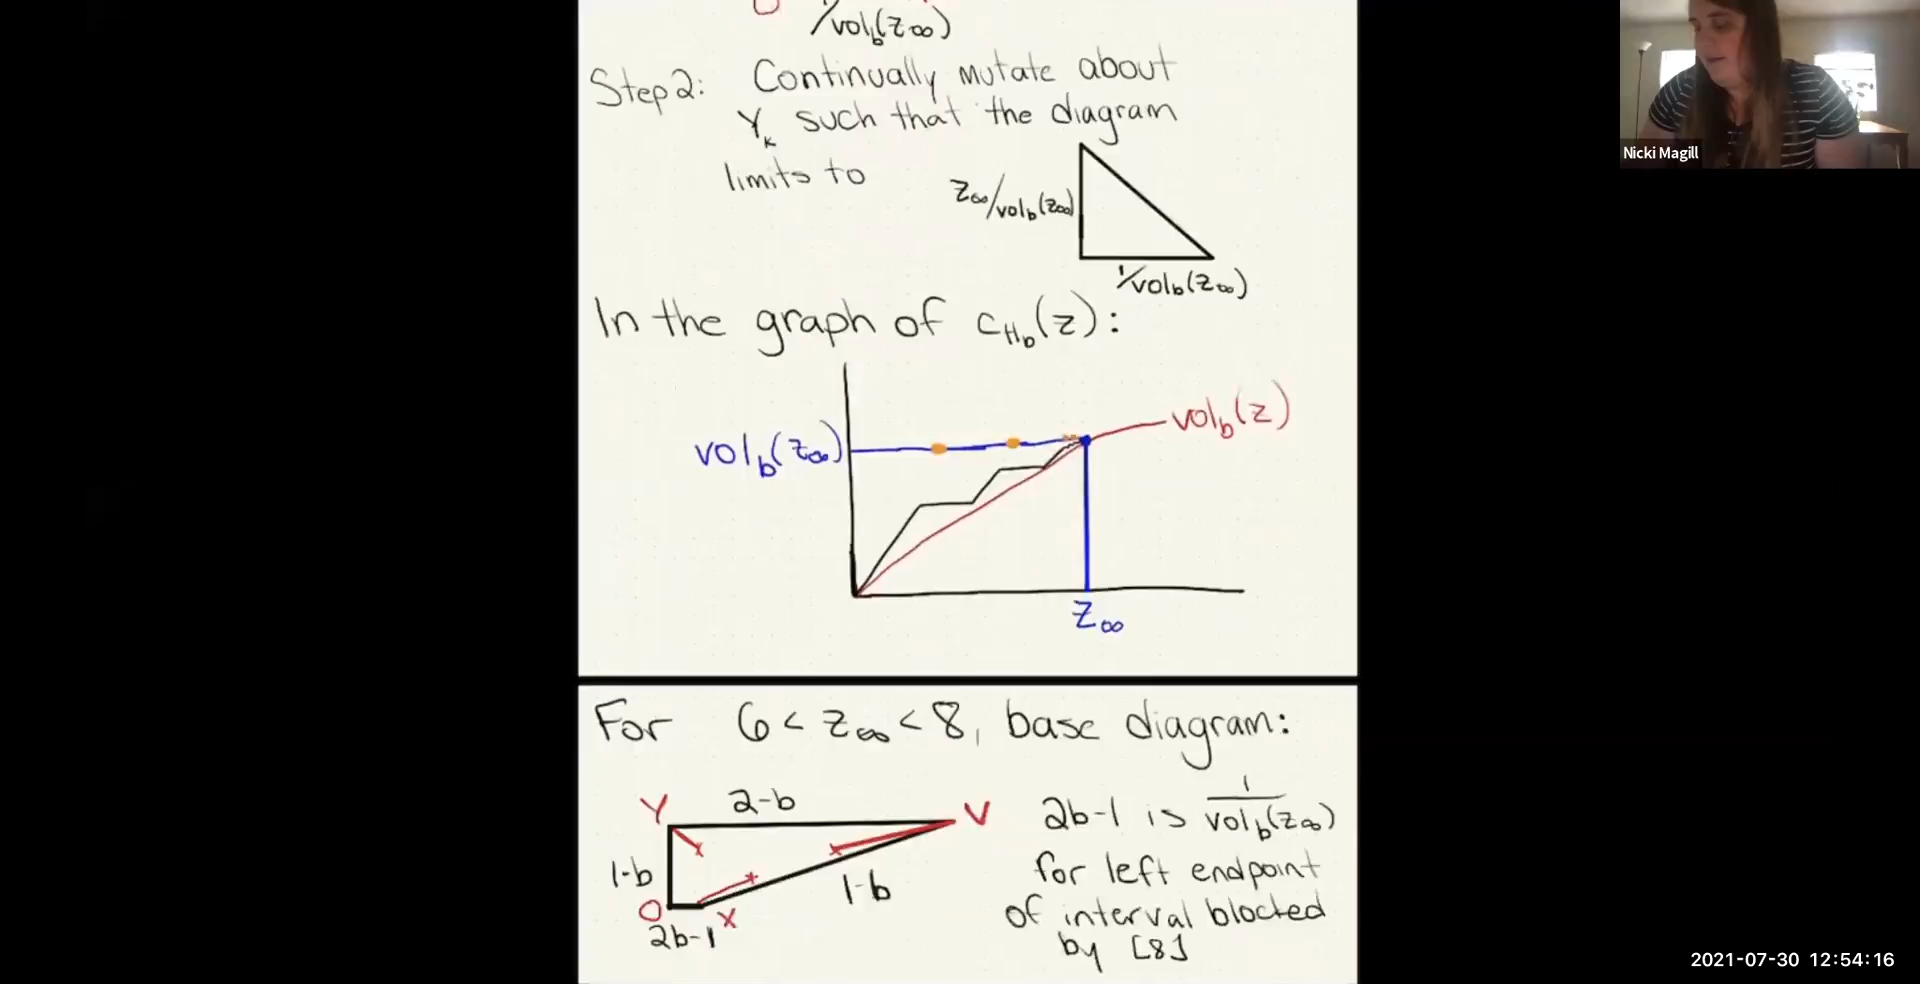 /vol_b(z∞)
Step 2: Continually mutate about
Y_k such that the diagram
limits to
z∞/vol_b(z∞)
1/vol_b(z∞)
In the graph of c_{H_b}(z):
vol_b(z)
vol_b(z∞)
z∞
For 6 < z∞ < 8, base diagram:
Y 2-b V
1-b
1-b
O
X
2b-1
2b-1 is 1/vol_b(z∞)
for left endpoint
of interval blocked
by [8]
Nicki Magill
2021-07-30 12:54:16